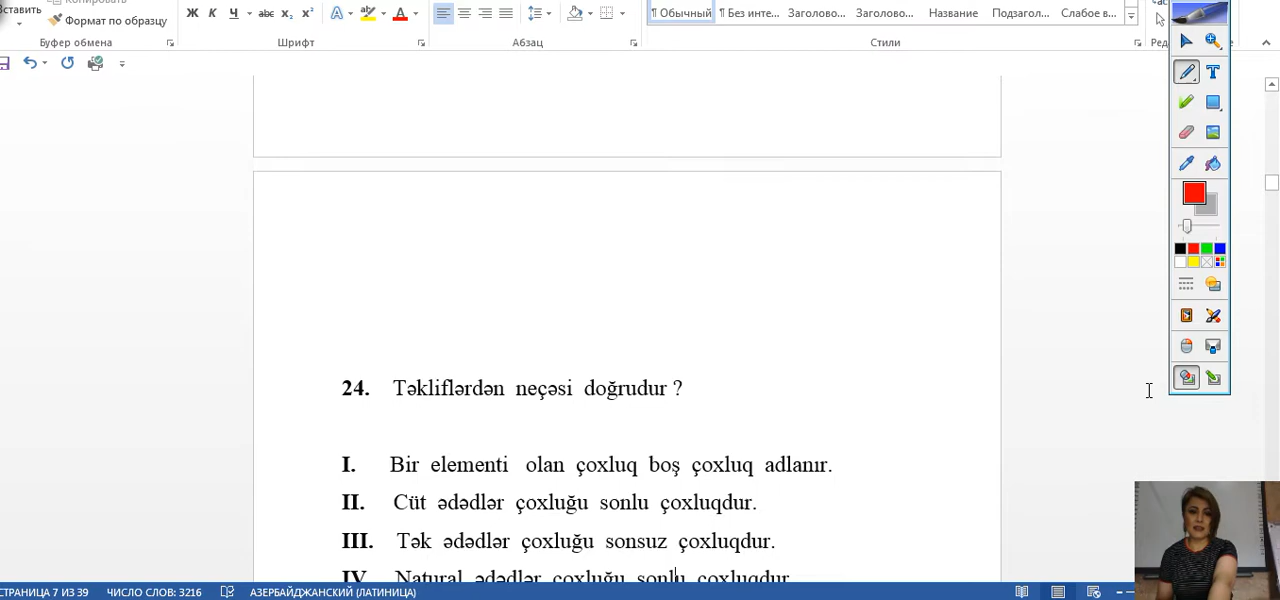 Вставить
Копировать
Формат по образцу
Буфер обмена
Ж К Ч abc x₂ x²
Шрифт
Абзац
¶ Обычный
¶ Без инте...
Заголово...
Заголово...
Название
Подзагол...
Слабое в...
Стили
24. Təkliflərdən neçəsi doğrudur ?
I. Bir elementi olan çoxluq boş çoxluq adlanır.
II. Cüt ədədlər çoxluğu sonlu çoxluqdur.
III. Tək ədədlər çoxluğu sonsuz çoxluqdur.
IV. Natural ədədlər çoxluğu sonlu çoxluqdur.
СТРАНИЦА 7 ИЗ 39
ЧИСЛО СЛОВ: 3216
АЗЕРБАЙДЖАНСКИЙ (ЛАТИНИЦА)